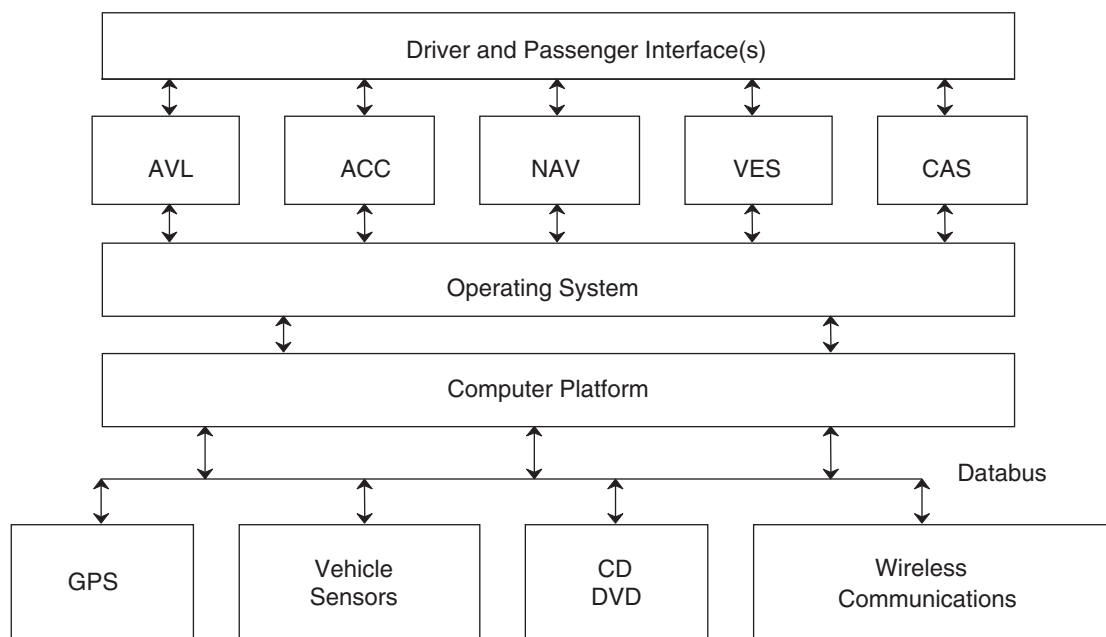 Driver and Passenger Interface(s)
AVL
ACC
NAV
VES
CAS
Operating System
Computer Platform
Databus
GPS
Vehicle
Sensors
CD
DVD
Wireless
Communications